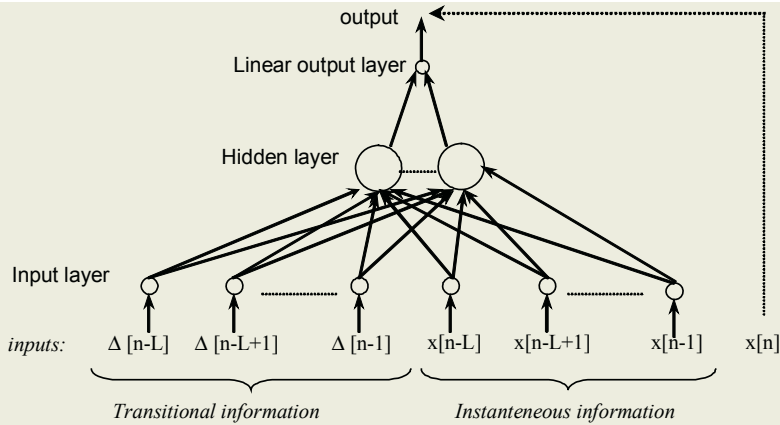 output
Linear output layer
Hidden layer
Input layer
inputs: Δ [n-L] Δ [n-L+1] Δ [n-1] x[n-L] x[n-L+1] x[n-1] x[n]
Transitional information Instanteneous information